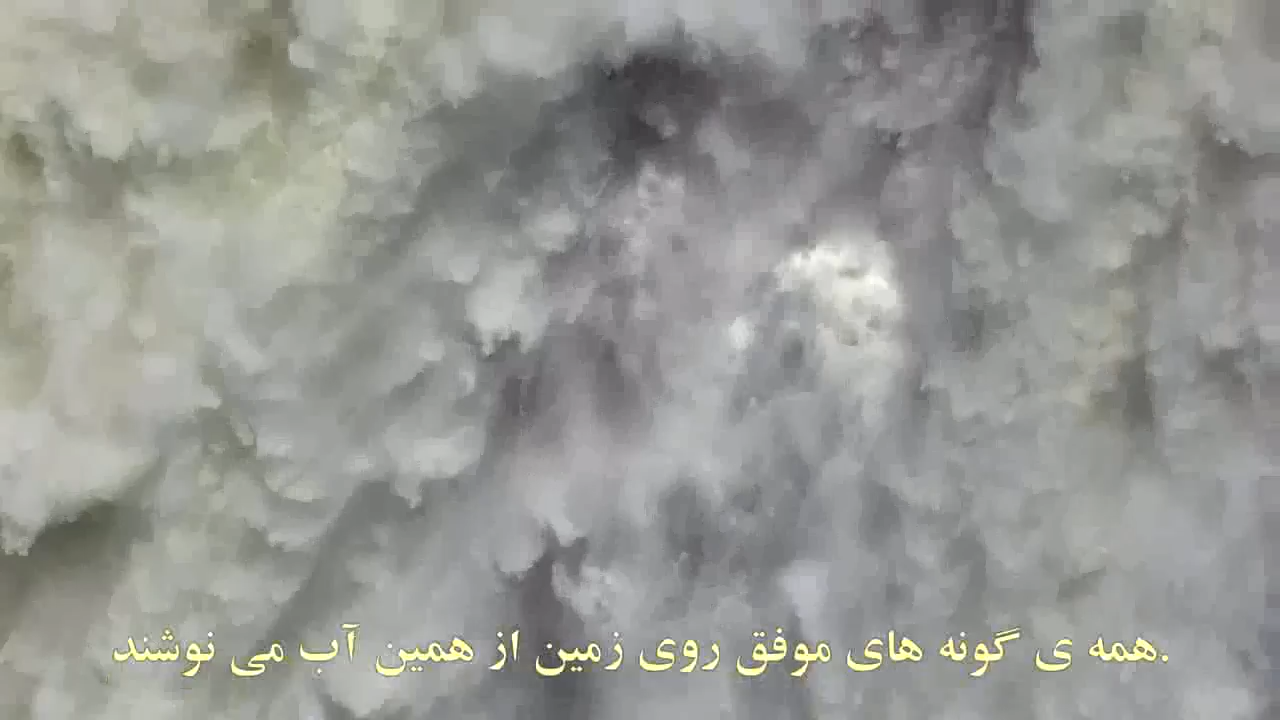 .همه ی گونه های موفق روی زمین از همین آب می نوشند